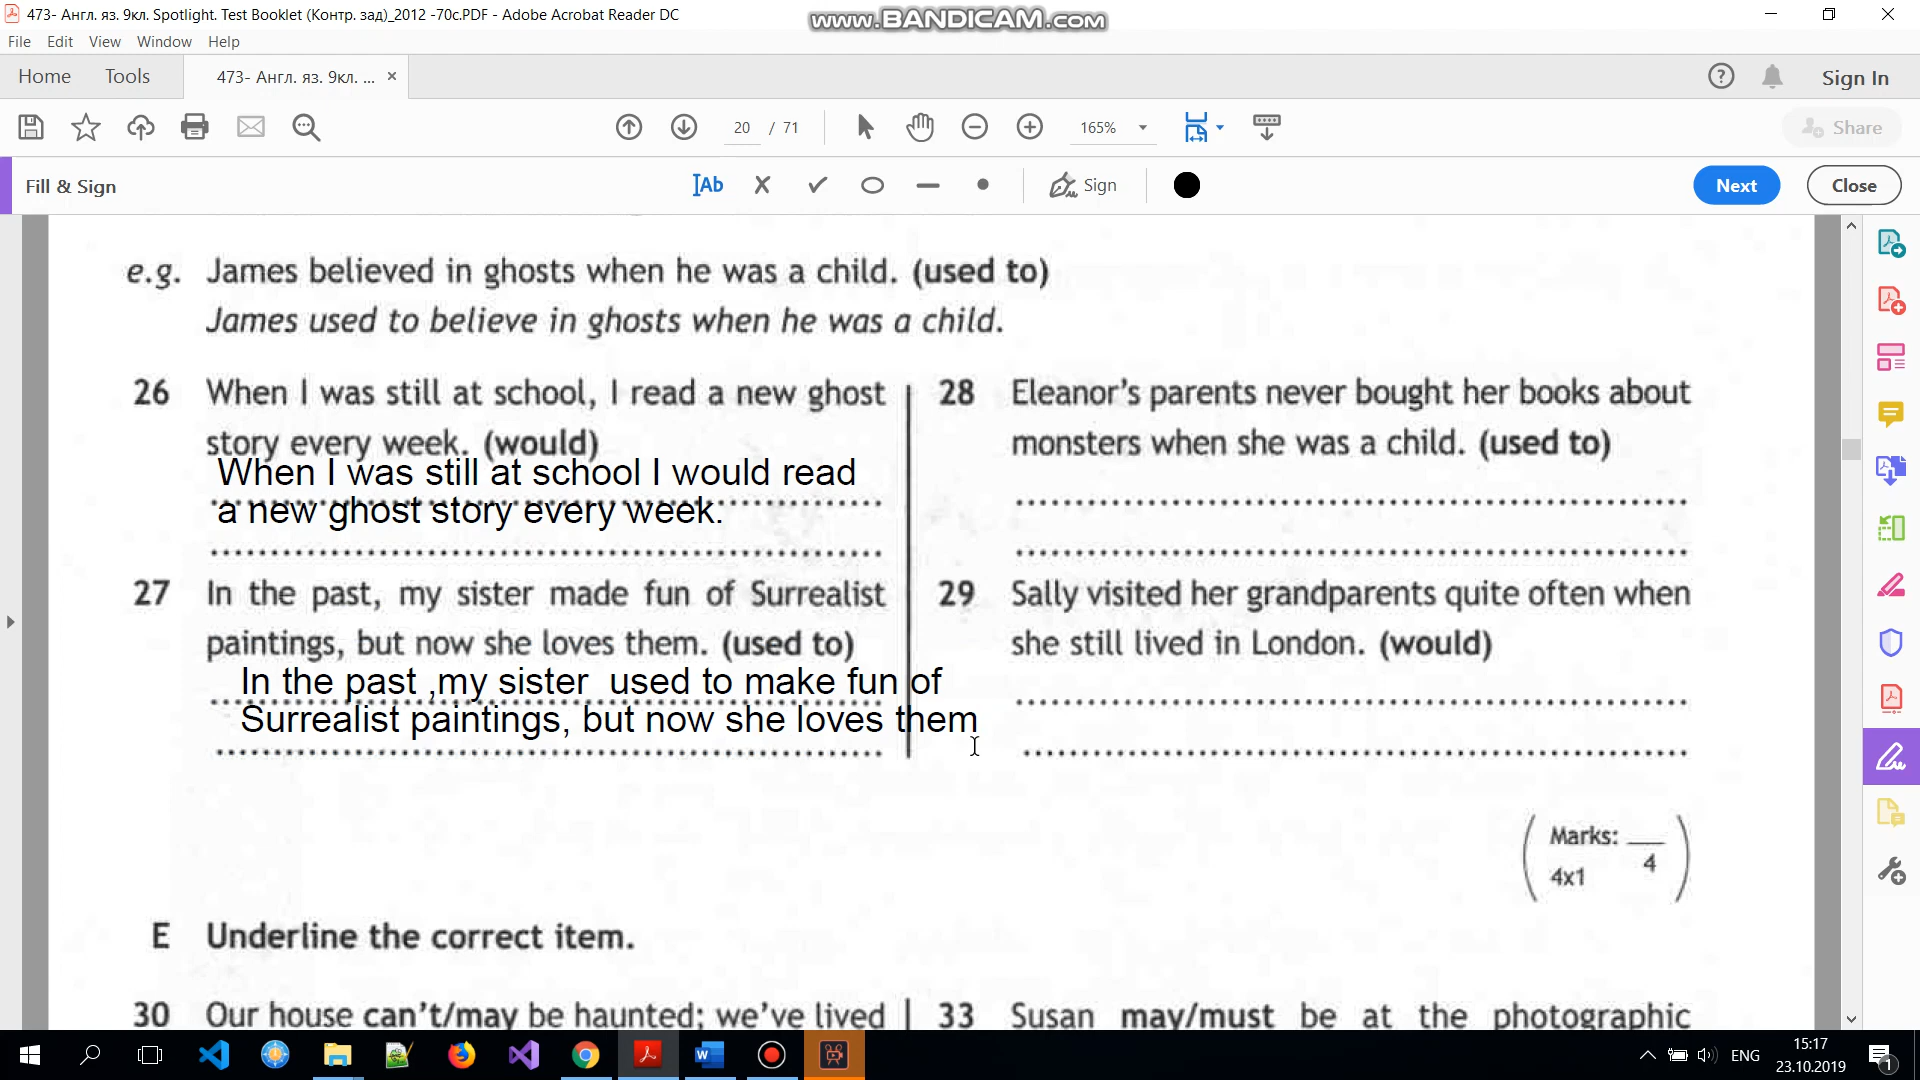 473- Англ. яз. 9кл. Spotlight. Test Booklet (Контр. зад)_2012 -70с.PDF - Adobe Acrobat Reader DC
www.BANDICAM.com
File Edit View Window Help
Home Tools 473- Англ. яз. 9кл. ... × Sign In
20 / 71 165% Share
Fill & Sign Ab Sign Next Close
e.g. James believed in ghosts when he was a child. (used to)
James used to believe in ghosts when he was a child.
26 When I was still at school, I read a new ghost
story every week. (would)
When I was still at school I would read
a new ghost story every week.
27 In the past, my sister made fun of Surrealist
paintings, but now she loves them. (used to)
In the past ,my sister used to make fun of
Surrealist paintings, but now she loves them
28 Eleanor's parents never bought her books about
monsters when she was a child. (used to)
29 Sally visited her grandparents quite often when
she still lived in London. (would)
Marks: ___
4x1 4
E Underline the correct item.
30 Our house can't/may be haunted; we've lived
33 Susan may/must be at the photographic
ENG
15:17
23.10.2019
1